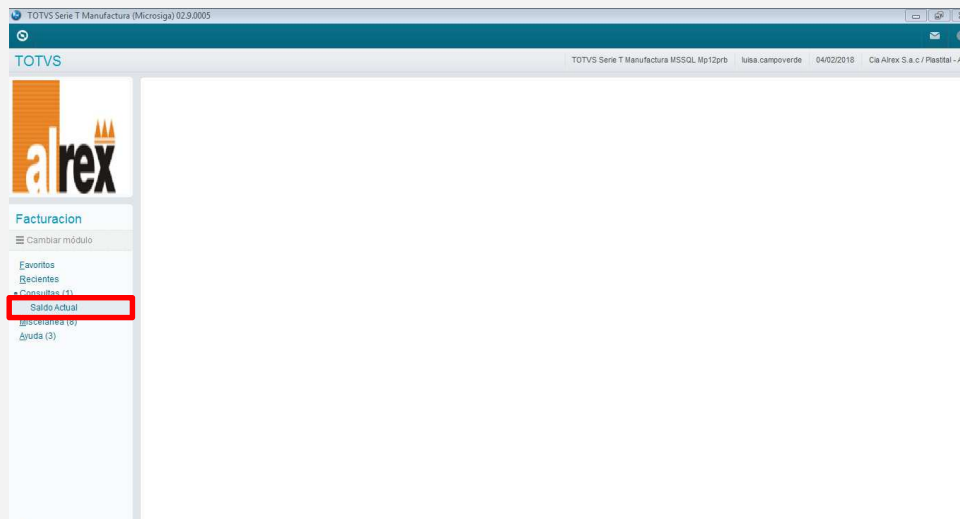 TOTVS Serie T Manufactura (Microsiga) 02.9.0005
TOTVS
TOTVS Serie T Manufactura MSSQL Mp12prb luisa.campoverde 04/02/2018 Cia Alrex S.a.c / Plastital - A
alrex
Facturacion
Cambiar módulo
Favoritos
Recientes
Consultas (1)
Saldo Actual
Miscelanea (8)
Ayuda (3)